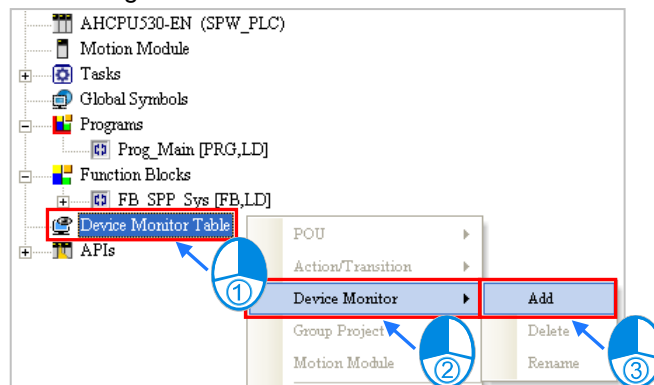 AHCPU530-EN (SPW_PLC)
Motion Module
Tasks
Global Symbols
Programs
Prog_Main [PRG,LD]
Function Blocks
FB_SPP_Sys [FB,LD]
Device Monitor Table
APIs
POU
Action/Transition
Device Monitor
Group Project
Motion Module
Add
Delete
Rename
1
2
3